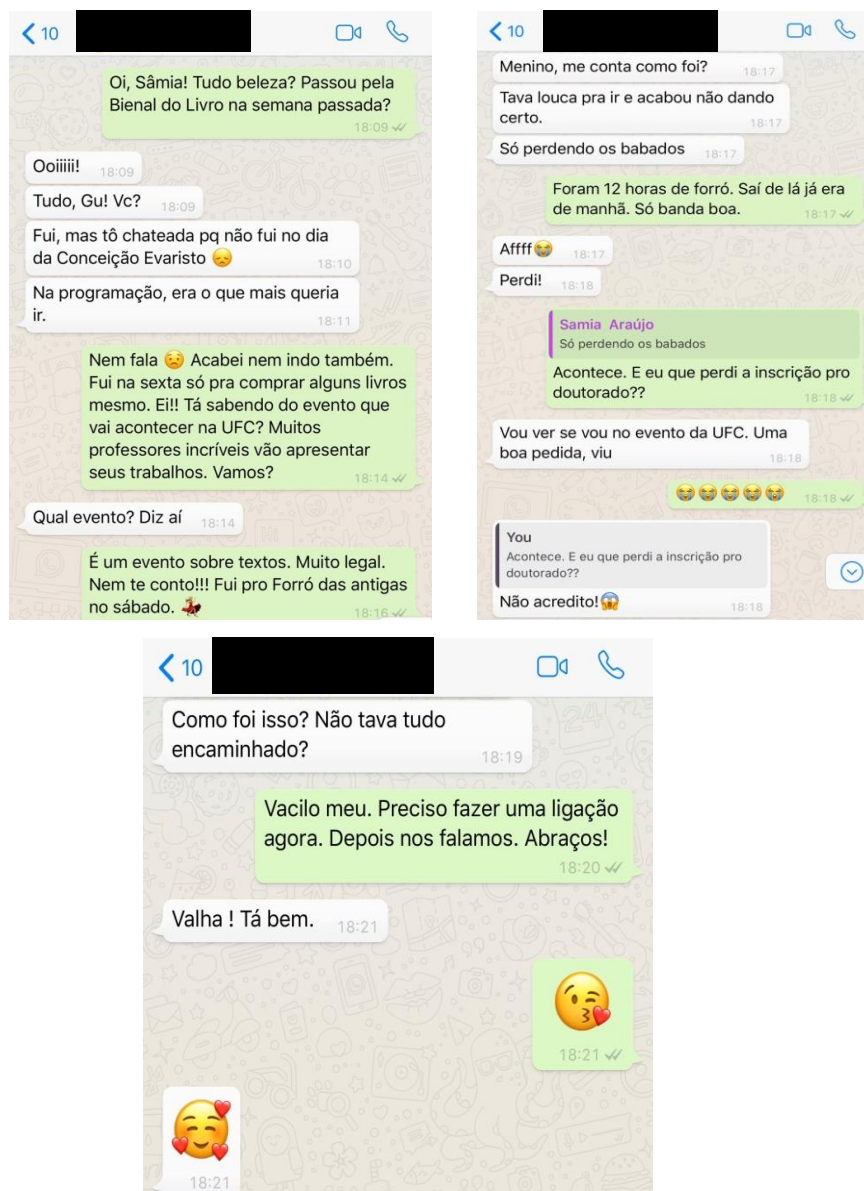 10
Oi, Sâmia! Tudo beleza? Passou pela
Bienal do Livro na semana passada?
18:09
Ooiiiii!
18:09
Tudo, Gu! Vc?
18:09
Fui, mas tô chateada pq não fui no dia
da Conceição Evaristo 😞
18:10
Na programação, era o que mais queria
ir.
18:11
Nem fala 😟 Acabei nem indo também.
Fui na sexta só pra comprar alguns livros
mesmo. Ei!! Tá sabendo do evento que
vai acontecer na UFC? Muitos
professores incríveis vão apresentar
seus trabalhos. Vamos?
18:14
Qual evento? Diz aí
18:14
É um evento sobre textos. Muito legal.
Nem te conto!!! Fui pro Forró das antigas
no sábado. 💃
18:16
10
Menino, me conta como foi?
18:17
Tava louca pra ir e acabou não dando
certo.
18:17
Só perdendo os babados
18:17
Foram 12 horas de forró. Saí de lá já era
de manhã. Só banda boa.
18:17
Affff😭
18:17
Perdi!
18:18
Samia Araújo
Só perdendo os babados
Acontece. E eu que perdi a inscrição pro
doutorado??
18:18
Vou ver se vou no evento da UFC. Uma
boa pedida, viu
18:18
😭😭😭😭😭
18:18
You
Acontece. E eu que perdi a inscrição pro
doutorado??
Não acredito!😱
18:18
10
Como foi isso? Não tava tudo
encaminhado?
18:19
Vacilo meu. Preciso fazer uma ligação
agora. Depois nos falamos. Abraços!
18:20
Valha ! Tá bem.
18:21
😘
18:21
🥰
18:21